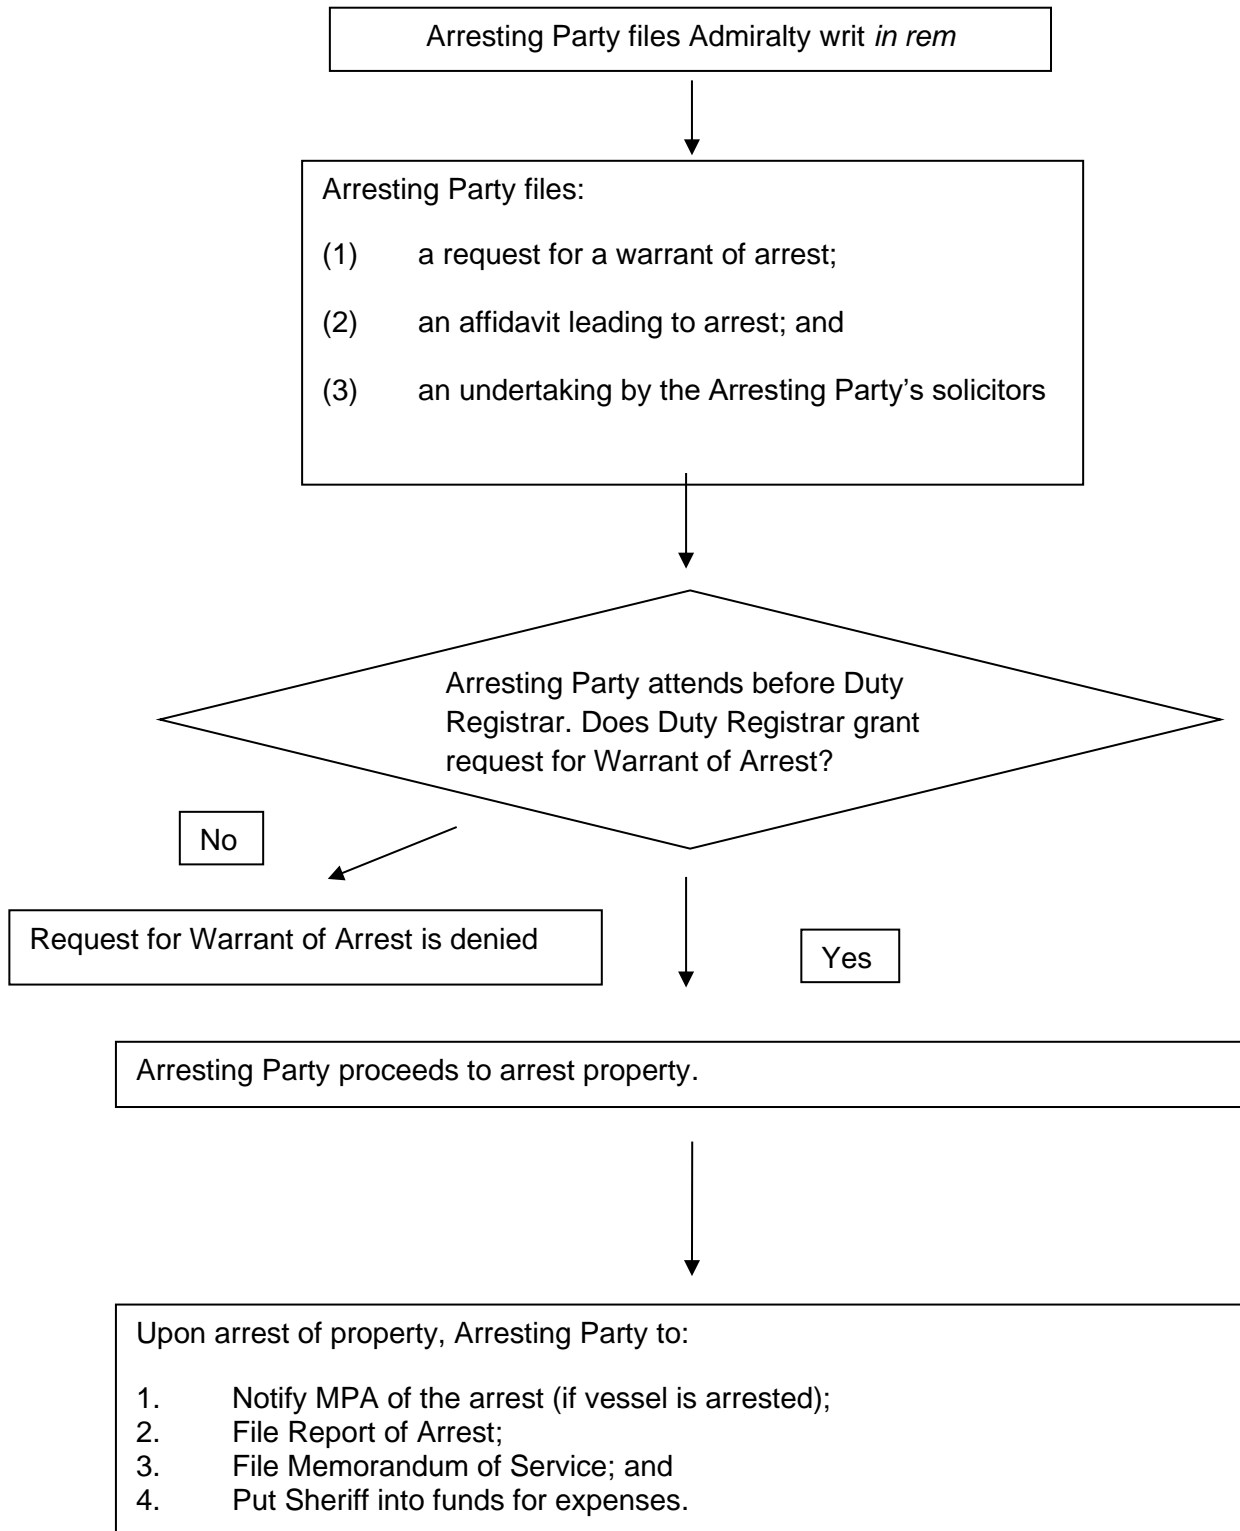 Arresting Party files Admiralty writ in rem
Arresting Party files:
(1) a request for a warrant of arrest;
(2) an affidavit leading to arrest; and
(3) an undertaking by the Arresting Party’s solicitors
Arresting Party attends before Duty
Registrar. Does Duty Registrar grant
request for Warrant of Arrest?
No
Request for Warrant of Arrest is denied
Yes
Arresting Party proceeds to arrest property.
Upon arrest of property, Arresting Party to:
1. Notify MPA of the arrest (if vessel is arrested);
2. File Report of Arrest;
3. File Memorandum of Service; and
4. Put Sheriff into funds for expenses.